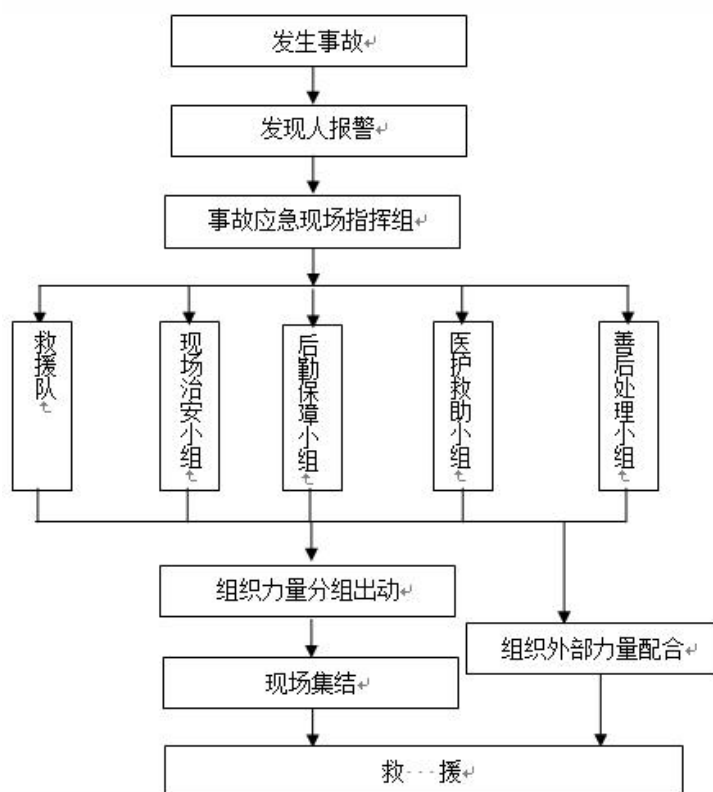 发生事故
发现人报警
事故应急现场指挥组
救援队
现场治安小组
后勤保障小组
医护救助小组
善后处理小组
组织力量分组出动
组织外部力量配合
现场集结
救···援